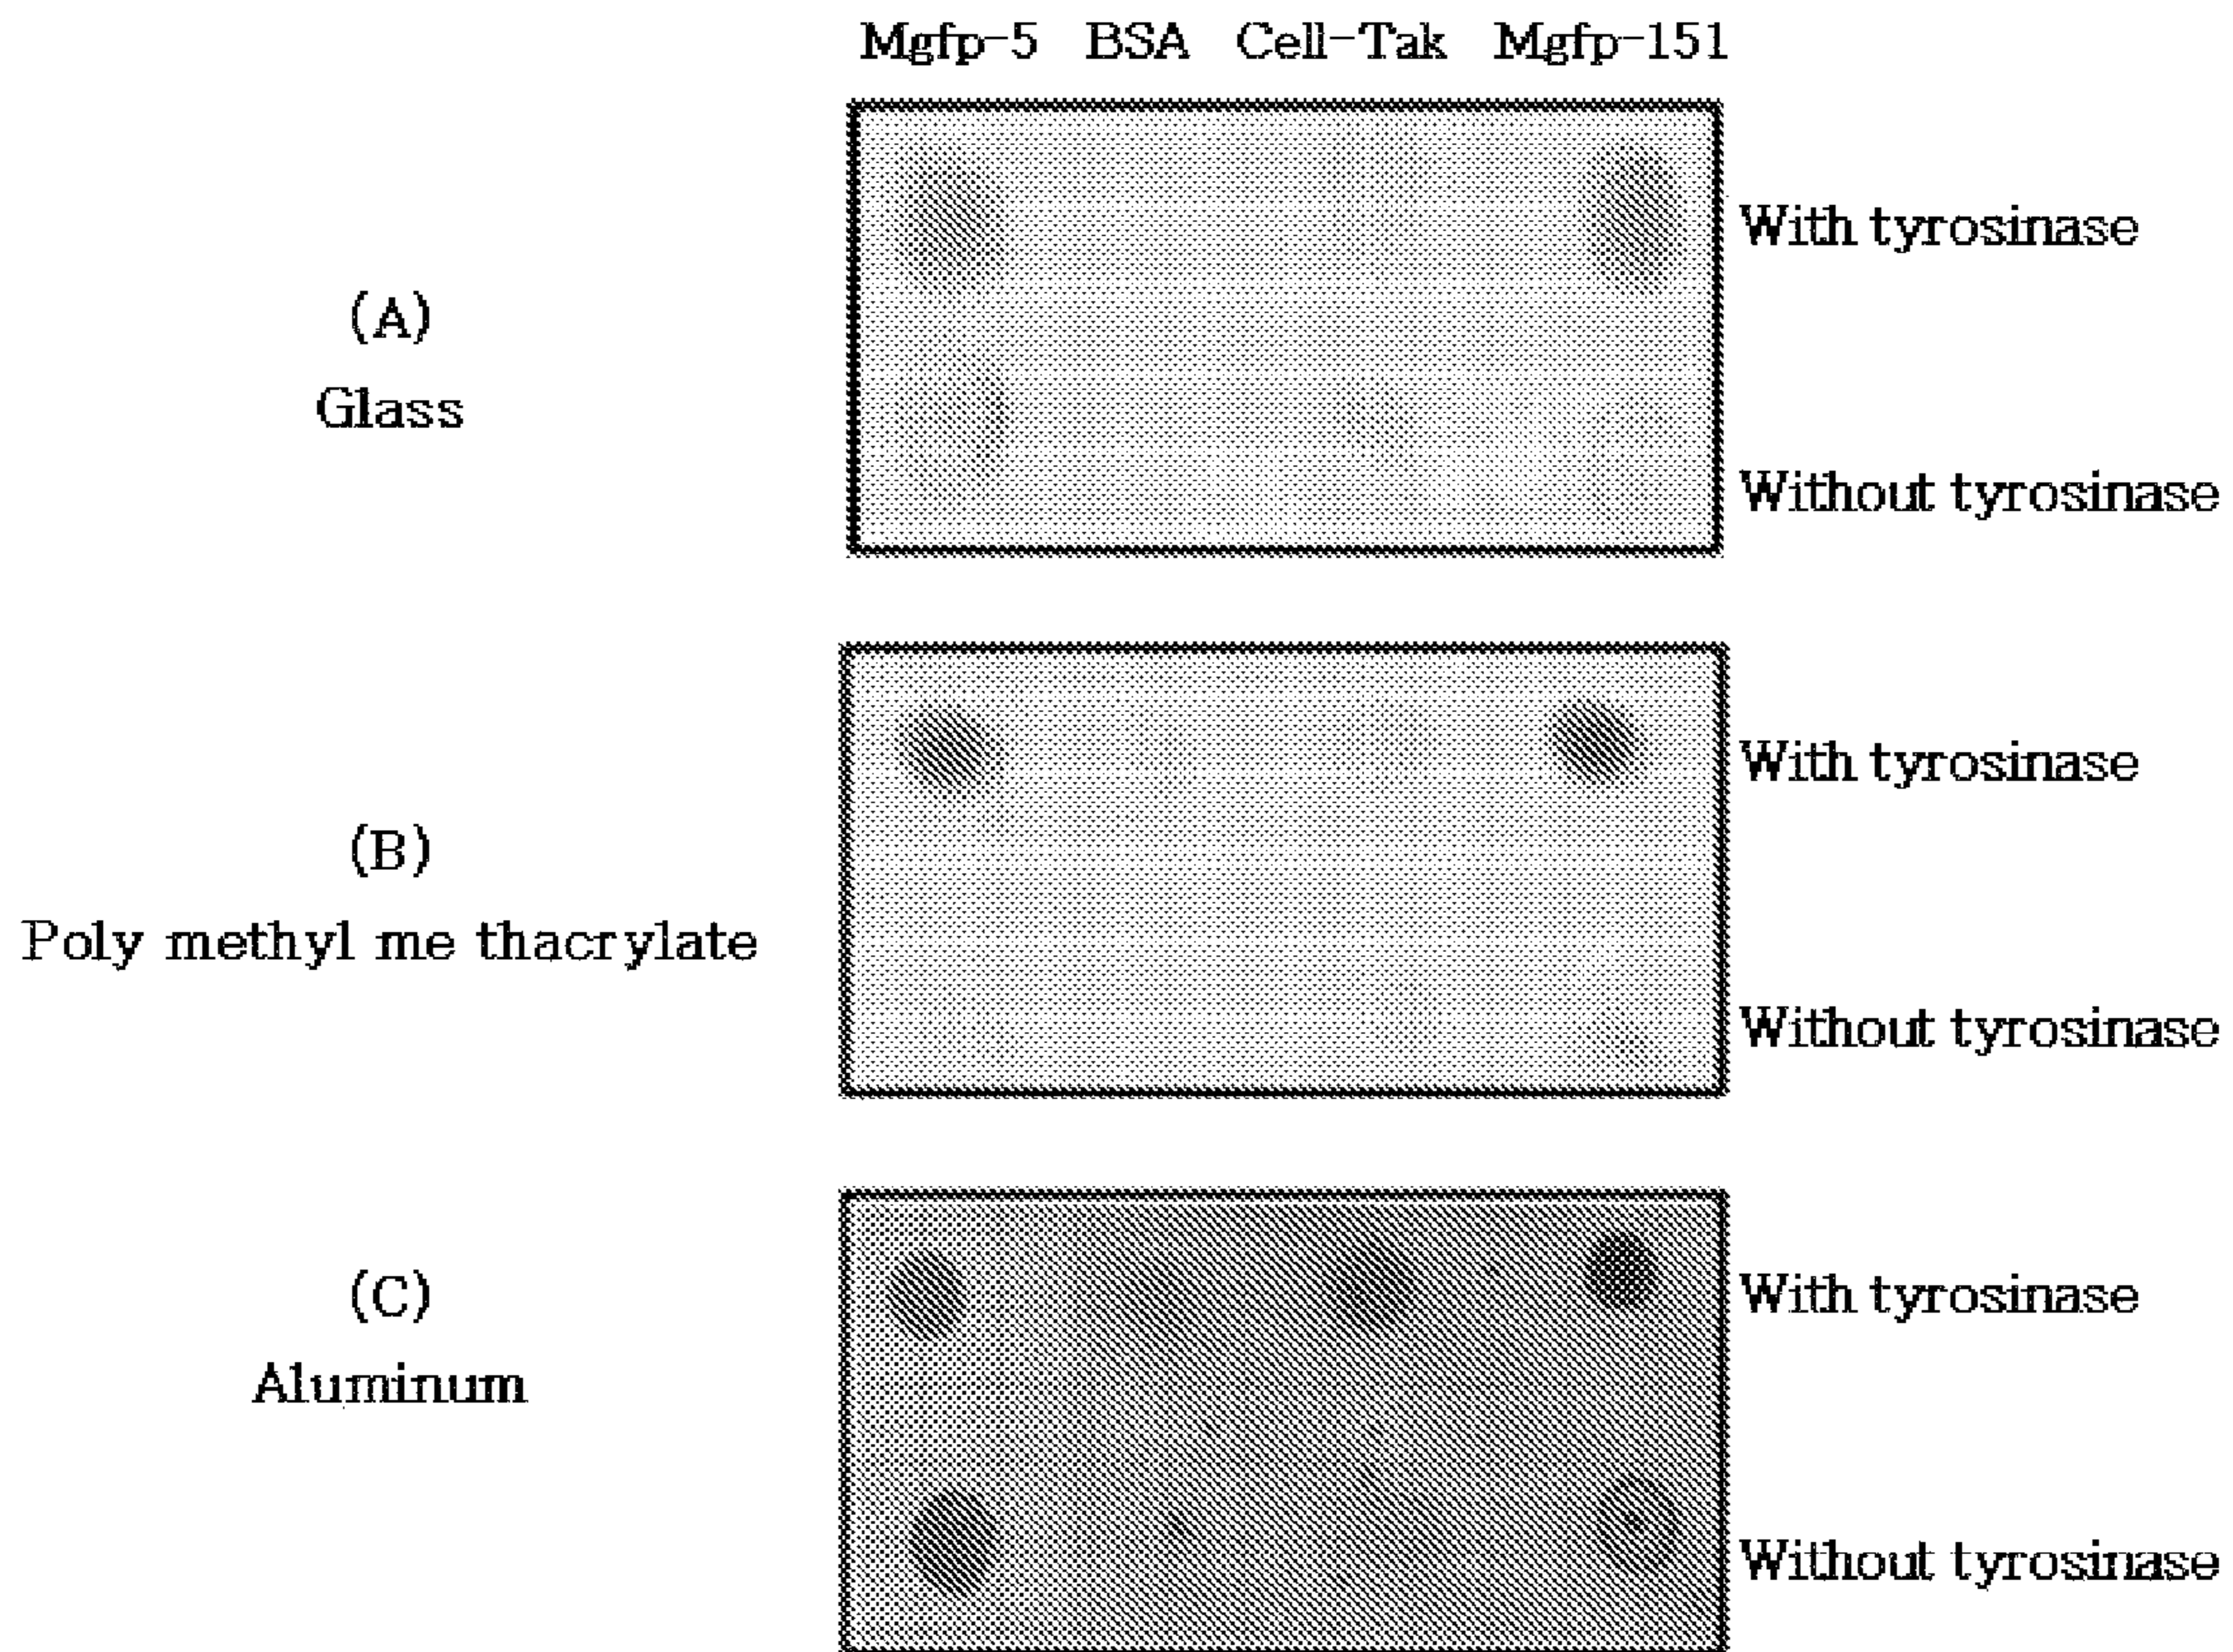 Mgfp-5 BSA Cell-Tak Mgfp-151
With tyrosinase
(A)
Glass
Without tyrosinase
With tyrosinase
(B)
Poly methyl me thacrylate
Without tyrosinase
With tyrosinase
(C)
Aluminum
Without tyrosinase